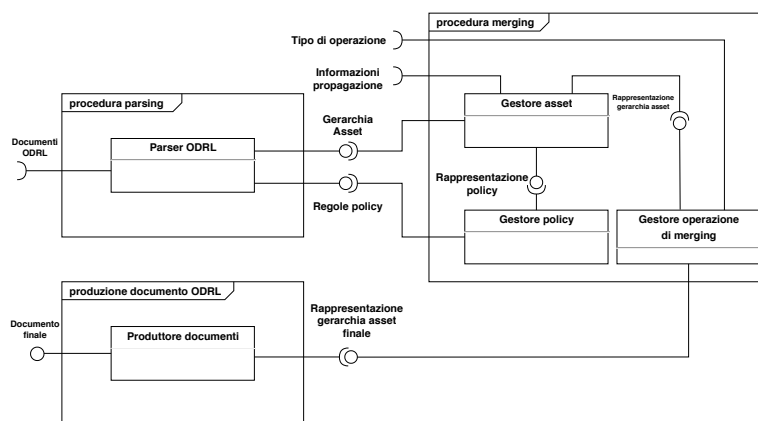 procedura merging
Tipo di operazione
Informazioni
propagazione
procedura parsing
Gestore asset
Rappresentazione
gerarchia asset
Gerarchia
Asset
Documenti
ODRL
Parser ODRL
Rappresentazione
policy
Regole policy
Gestore policy
Gestore operazione
di merging
produzione documento ODRL
Rappresentazione
gerarchia asset
finale
Documento
finale
Produttore documenti